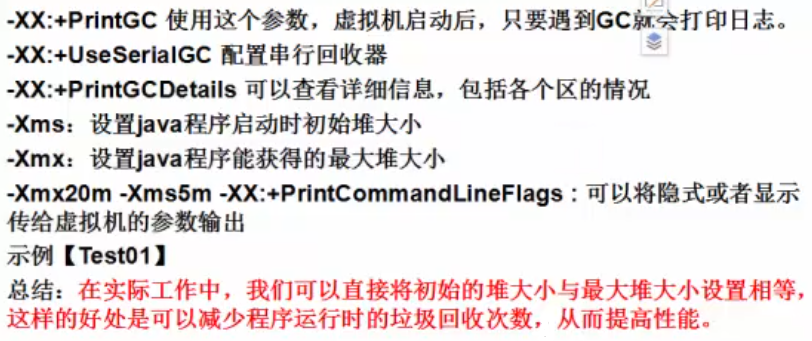 -XX:+PrintGC 使用这个参数，虚拟机启动后，只要遇到GC就会打印日志。
-XX:+UseSerialGC 配置串行回收器
-XX:+PrintGCDetails 可以查看详细信息，包括各个区的情况
-Xms：设置java程序启动时初始堆大小
-Xmx：设置java程序能获得的最大堆大小
-Xmx20m -Xms5m -XX:+PrintCommandLineFlags：可以将隐式或者显示
传给虚拟机的参数输出
示例【Test01】
总结：在实际工作中，我们可以直接将初始的堆大小与最大堆大小设置相等，
这样的好处是可以减少程序运行时的垃圾回收次数，从而提高性能。